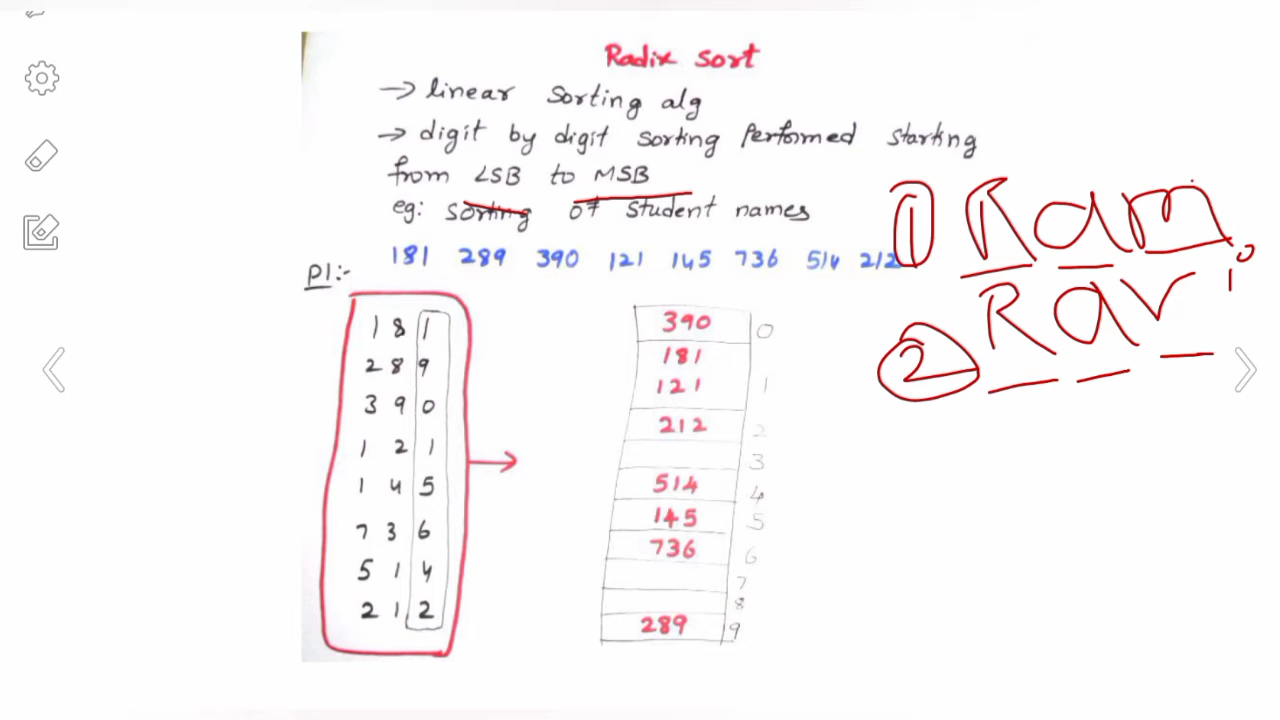 Radix sort
→ linear sorting alg
→ digit by digit sorting performed starting
from LSB to MSB
eg: sorting of student names
181 289 390 121 145 736 514 212
P1:-
1 8 1
2 8 9
3 9 0
1 2 1
1 4 5
7 3 6
5 1 4
2 1 2
390 0
181
121 1
212 2
3
514 4
145 5
736 6
7
8
289 9
1 Ram
2 Rav